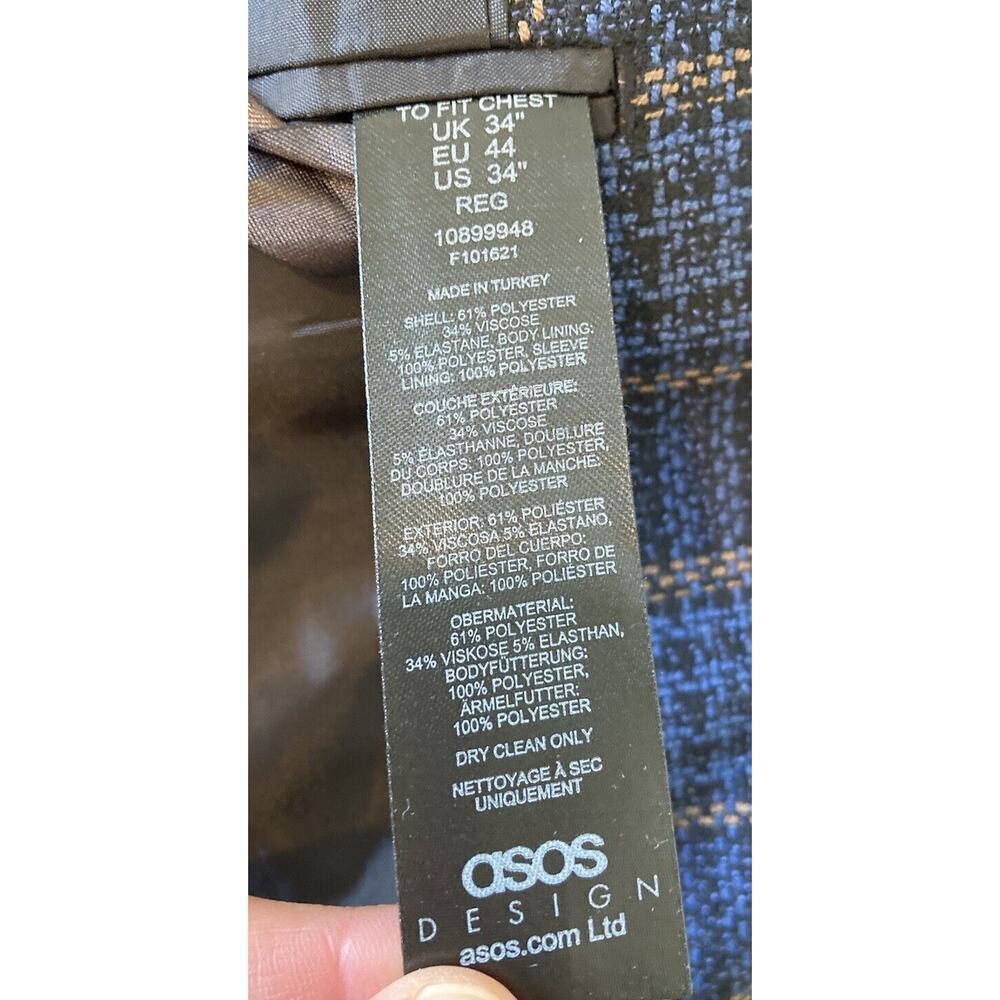 TO FIT CHEST
UK 34"
EU 44
US 34"
REG
10899948
F101621
MADE IN TURKEY
SHELL: 61% POLYESTER
34% VISCOSE
5% ELASTANE, BODY LINING:
100% POLYESTER, SLEEVE
LINING: 100% POLYESTER
COUCHE EXTÉRIEURE:
61% POLYESTER
34% VISCOSE
5% ÉLASTHANNE, DOUBLURE
DU CORPS: 100% POLYESTER,
DOUBLURE DE LA MANCHE:
100% POLYESTER
EXTERIOR: 61% POLIÉSTER
34% VISCOSA 5% ELASTANO,
FORRO DEL CUERPO:
100% POLIÉSTER, FORRO DE
LA MANGA: 100% POLIÉSTER
OBERMATERIAL:
61% POLYESTER
34% VISKOSE 5% ELASTHAN,
BODYFÜTTERUNG:
100% POLYESTER,
ÄRMELFUTTER:
100% POLYESTER
DRY CLEAN ONLY
NETTOYAGE À SEC
UNIQUEMENT
asos
DESIGN
asos.com Ltd